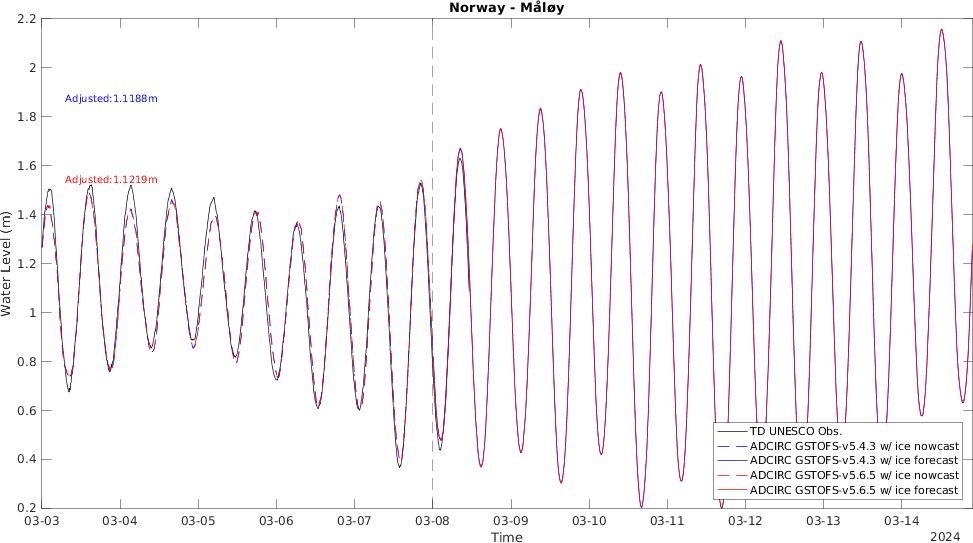 Norway - Måløy
2.2
2
1.8
1.6
1.4
1.2
1
0.8
0.6
0.4
0.2
Water Level (m)
Adjusted:1.1188m
Adjusted:1.1219m
TD UNESCO Obs.
ADCIRC GSTOFS-v5.4.3 w/ ice nowcast
ADCIRC GSTOFS-v5.4.3 w/ ice forecast
ADCIRC GSTOFS-v5.6.5 w/ ice nowcast
ADCIRC GSTOFS-v5.6.5 w/ ice forecast
03-03 03-04 03-05 03-06 03-07 03-08 03-09 03-10 03-11 03-12 03-13 03-14
Time
2024